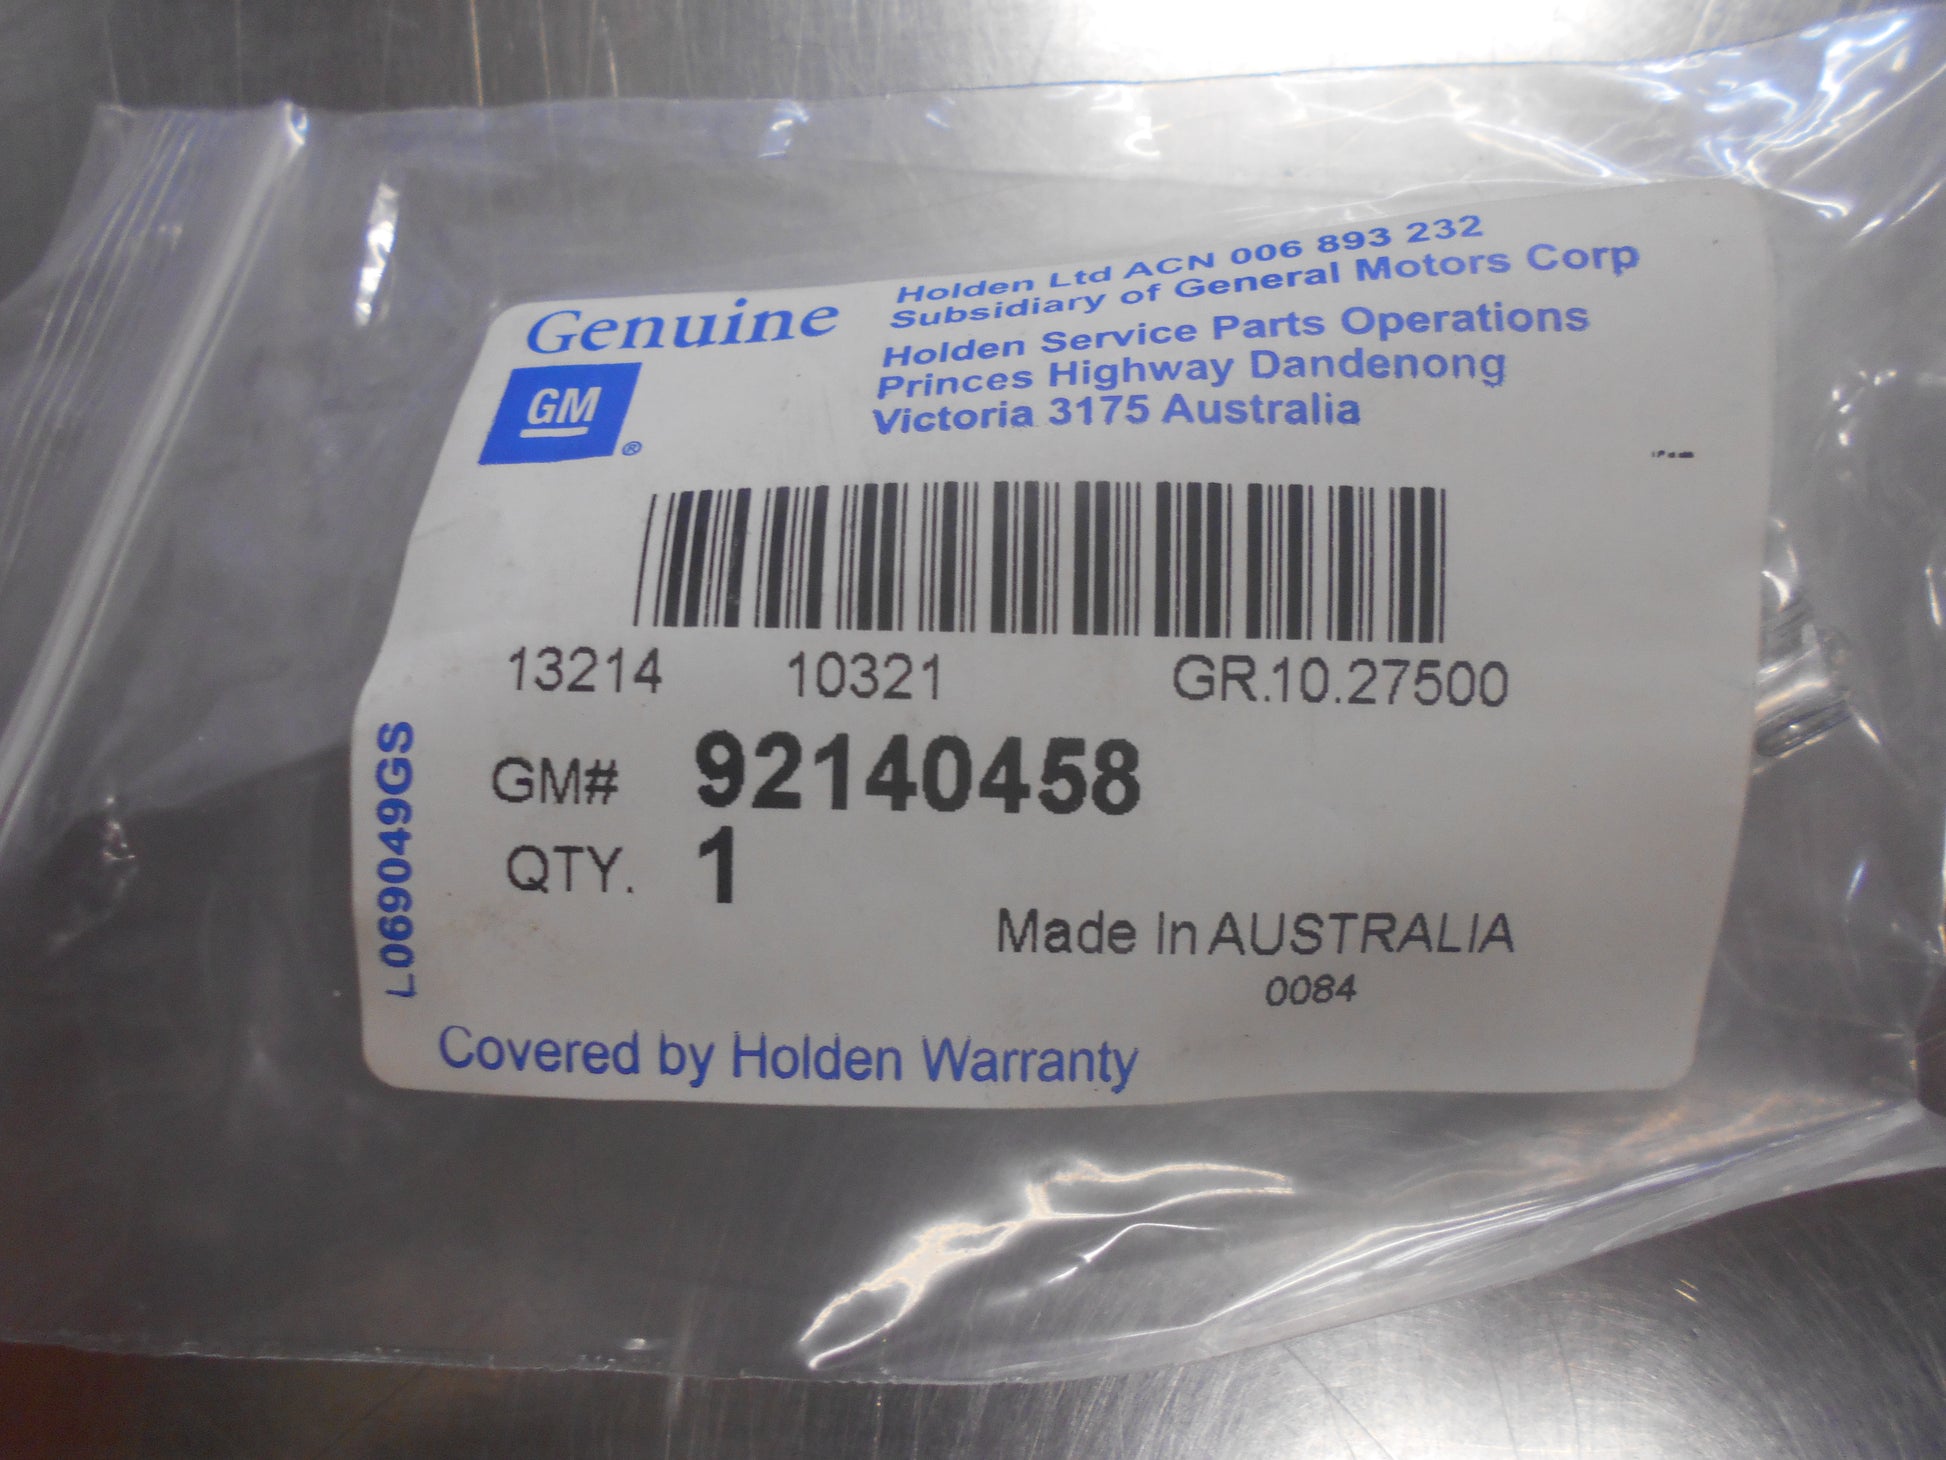 Genuine
GM
®
Holden Ltd ACN 006 893 232
Subsidiary of General Motors Corp
Holden Service Parts Operations
Princes Highway Dandenong
Victoria 3175 Australia
13214 10321 GR.10.27500
GM# 92140458
QTY. 1
Made In AUSTRALIA
0084
L069049GS
Covered by Holden Warranty